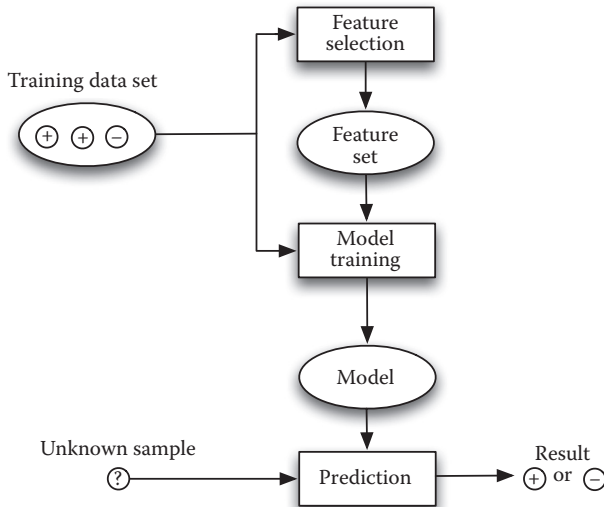 Feature
selection
Training data set
+ + −
Feature
set
Model
training
Model
Unknown sample
?
Prediction
Result
+ or −